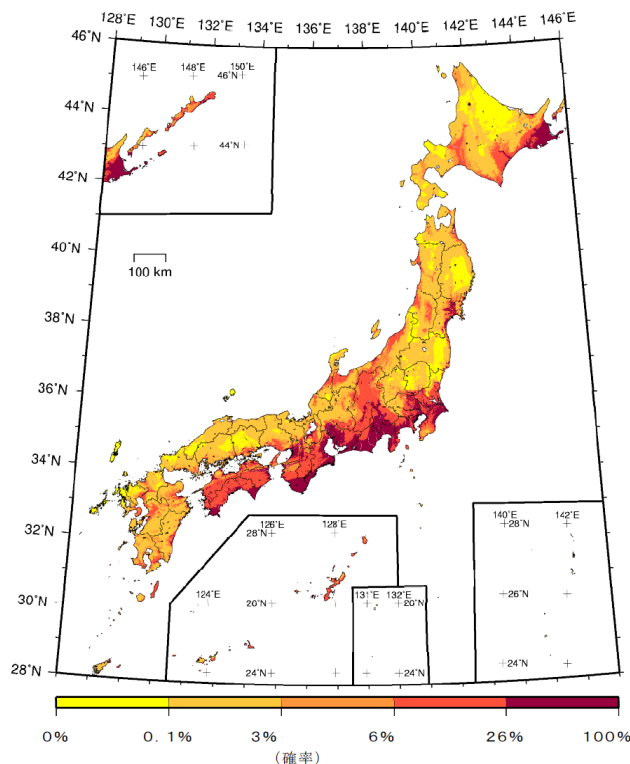 128˚E 130˚E 132˚E 134˚E 136˚E 138˚E 140˚E 142˚E 144˚E 146˚E
46˚N
146˚E 148˚E 150˚E
46˚N
44˚N
44˚N
42˚N
40˚N
100 km
38˚N
36˚N
34˚N
32˚N
126˚E 128˚E
28˚N
140˚E 142˚E
28˚N
124˚E
131˚E 132˚E
30˚N
26˚N
20˚N
20˚N
24˚N
24˚N
24˚N
28˚N
0% 0.1% 3% 6% 26% 100%
(確率)